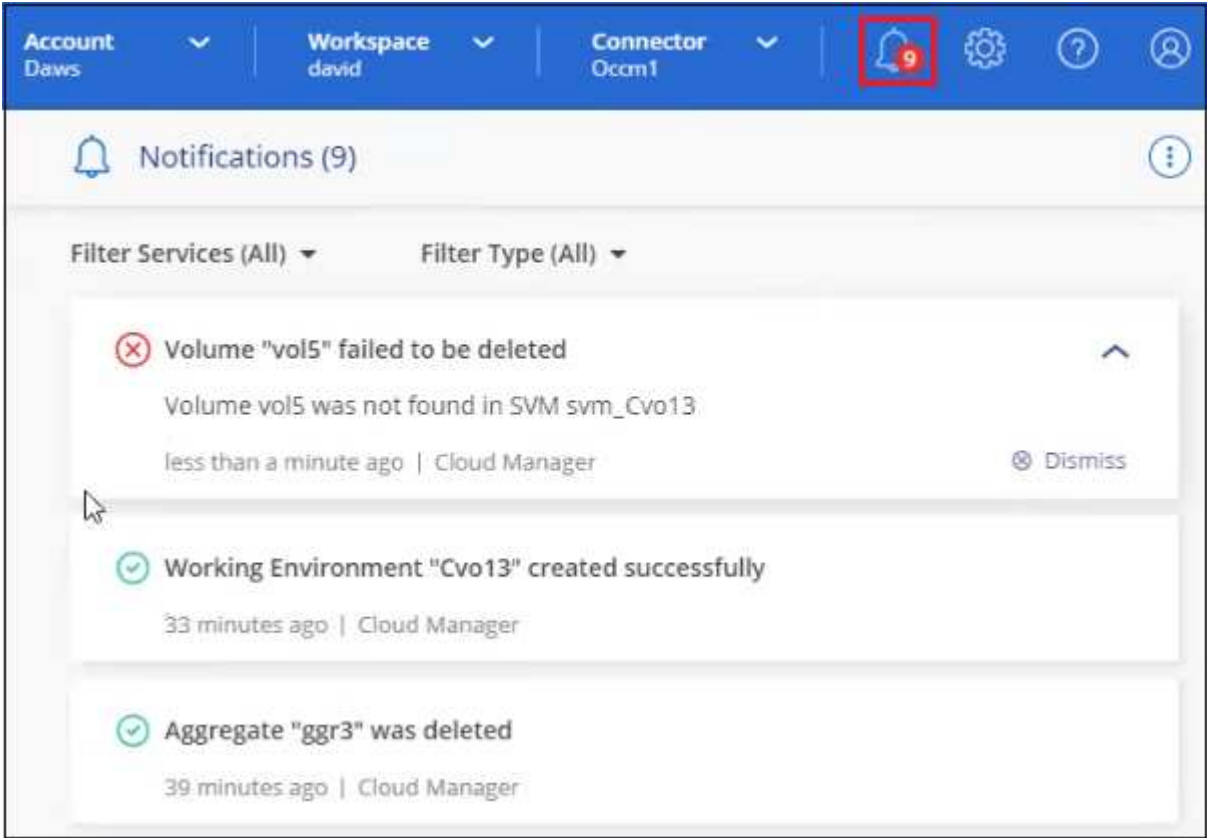 Account Workspace Connector
Daws david Occm1
9
?
Notifications (9)
Filter Services (All) Filter Type (All)
Volume "vol5" failed to be deleted
Volume vol5 was not found in SVM svm_Cvo13
less than a minute ago | Cloud Manager Dismiss
Working Environment "Cvo13" created successfully
33 minutes ago | Cloud Manager
Aggregate "ggr3" was deleted
39 minutes ago | Cloud Manager